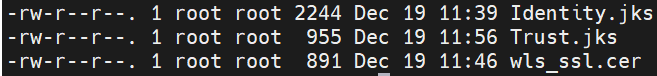 -rw-r--r--. 1 root root 2244 Dec 19 11:39 Identity.jks
-rw-r--r--. 1 root root  955 Dec 19 11:56 Trust.jks
-rw-r--r--. 1 root root  891 Dec 19 11:46 wls_ssl.cer